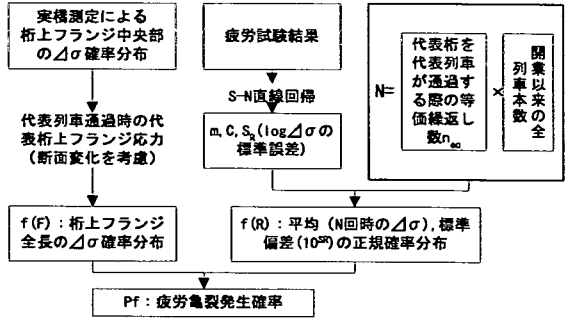 実橋測定による
桁上フランジ中央部
の⊿σ確率分布
疲労試験結果
S-N直線回帰
代表列車通過時の代
表桁上フランジ応力
(断面変化を考慮)
m,C,S_R(log⊿σの
標準誤差)
N=
代表桁を
代表列車
が通過す
る際の等
価繰返し
数n_eq
×
開業以来の全
列車本数
f(F):桁上フランジ
全長の⊿σ確率分布
f(R):平均(N回時の⊿σ),標準
偏差(10^SR)の正規確率分布
Pf:疲労亀裂発生確率